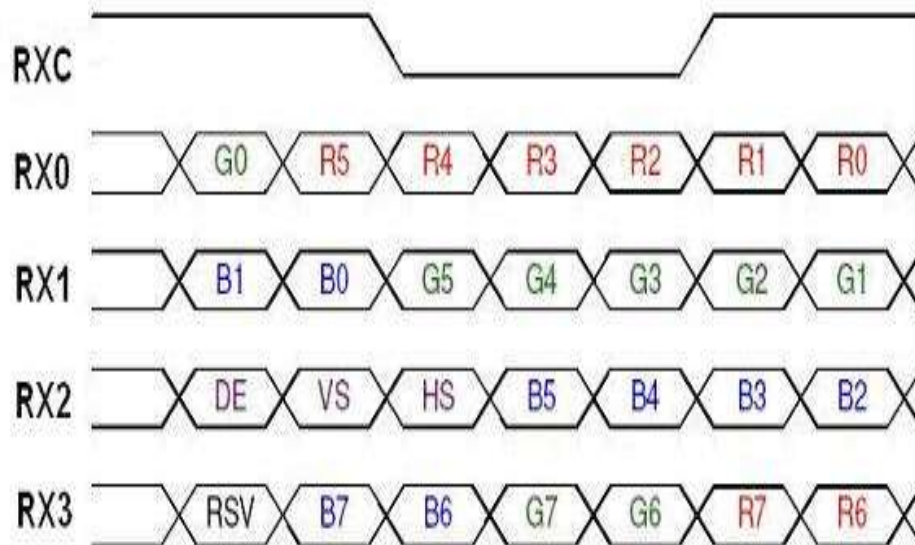 RXC
RX0 G0 R5 R4 R3 R2 R1 R0
RX1 B1 B0 G5 G4 G3 G2 G1
RX2 DE VS HS B5 B4 B3 B2
RX3 RSV B7 B6 G7 G6 R7 R6